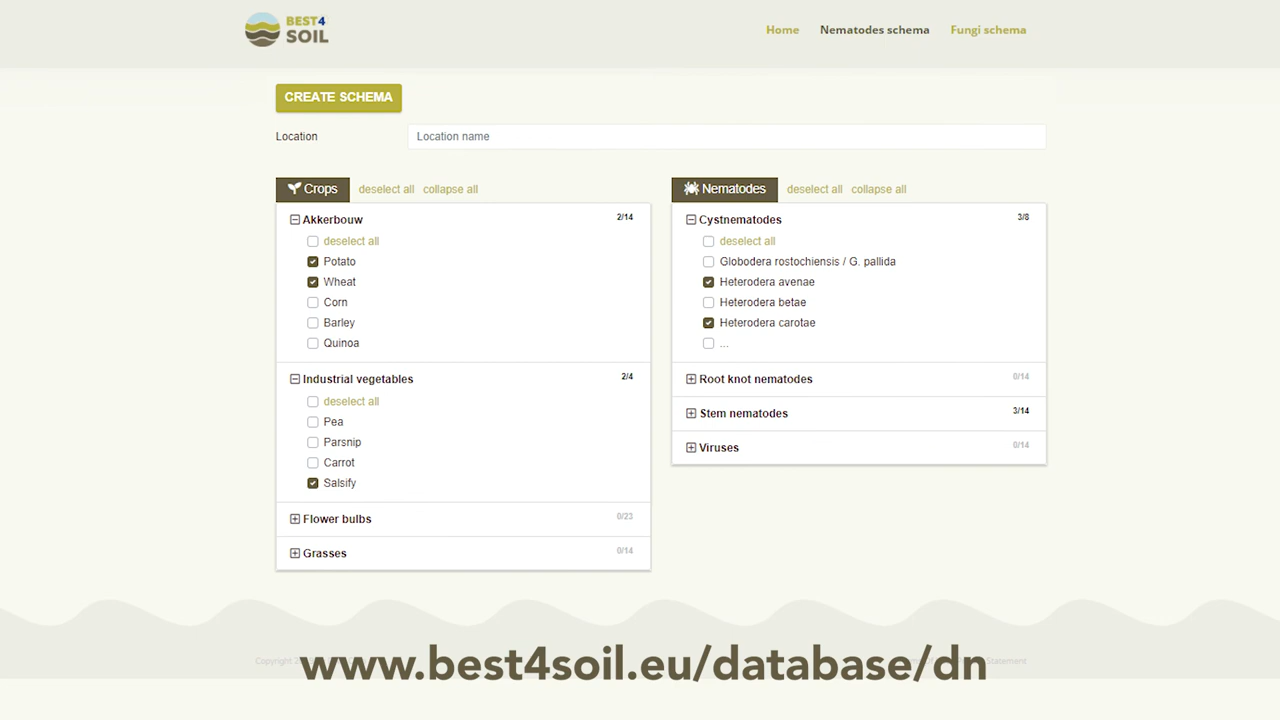 BEST4
SOIL
Home Nematodes schema Fungi schema
CREATE SCHEMA
Location Location name
Crops deselect all collapse all
Akkerbouw 2/14
deselect all
Potato
Wheat
Corn
Barley
Quinoa
Industrial vegetables 2/4
deselect all
Pea
Parsnip
Carrot
Salsify
Flower bulbs 0/23
Grasses 0/14
Nematodes deselect all collapse all
Cystnematodes 3/8
deselect all
Globodera rostochiensis / G. pallida
Heterodera avenae
Heterodera betae
Heterodera carotae
...
Root knot nematodes 0/14
Stem nematodes 3/14
Viruses 0/14
Copyright Statement
www.best4soil.eu/database/dn